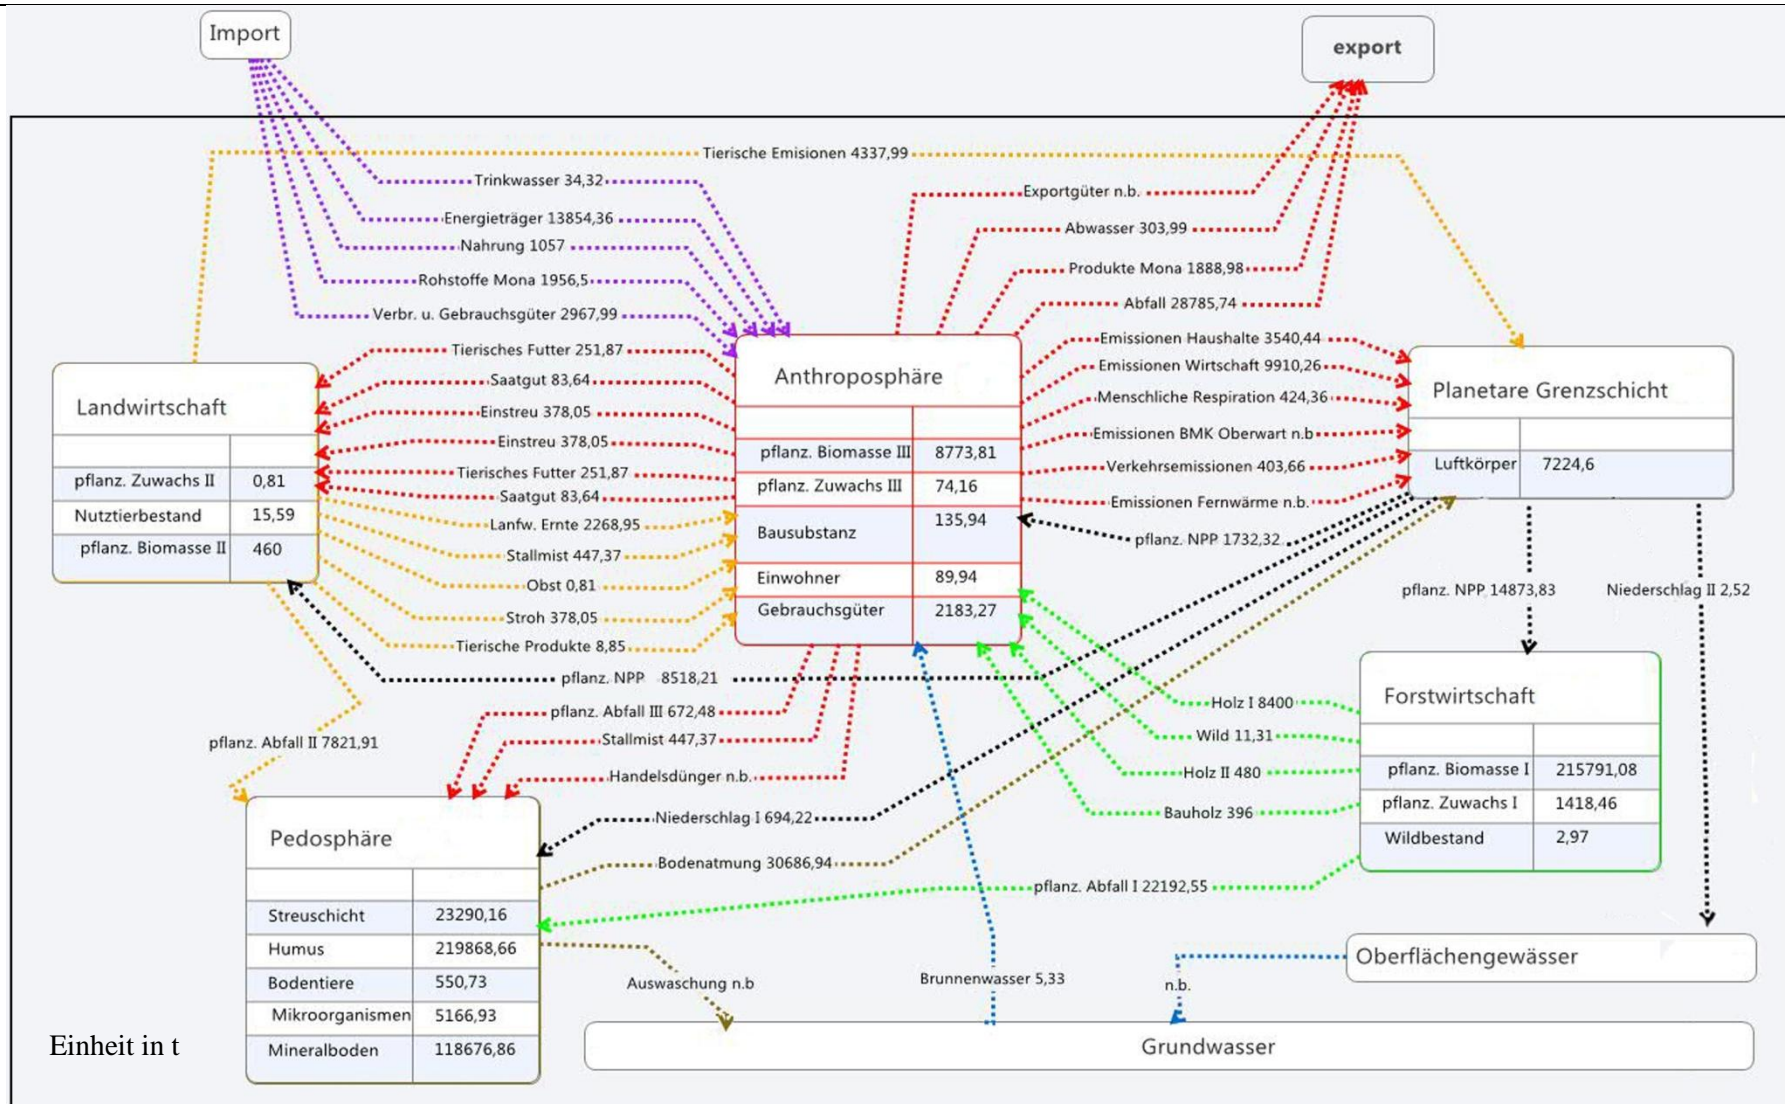 Import
export
Tierische Emisionen 4337,99
Trinkwasser 34,32
Exportgüter n.b.
Energieträger 13854,36
Abwasser 303,99
Nahrung 1057
Produkte Mona 1888,98
Rohstoffe Mona 1956,5
Abfall 28785,74
Verbr. u. Gebrauchsgüter 2967,99
Tierisches Futter 251,87
Saatgut 83,64
Einstreu 378,05
Einstreu 378,05
Tierisches Futter 251,87
Saatgut 83,64
Lanfw. Ernte 2268,95
Stallmist 447,37
Obst 0,81
Stroh 378,05
Tierische Produkte 8,85
Landwirtschaft
pflanz. Zuwachs II 0,81
Nutztierbestand 15,59
pflanz. Biomasse II 460
Anthroposphäre
pflanz. Biomasse III 8773,81
pflanz. Zuwachs III 74,16
Bausubstanz 135,94
Einwohner 89,94
Gebrauchsgüter 2183,27
Emissionen Haushalte 3540,44
Emissionen Wirtschaft 9910,26
Menschliche Respiration 424,36
Emissionen BMK Oberwart n.b
Verkehrsemissionen 403,66
Emissionen Fernwärme n.b.
pflanz. NPP 1732,32
Planetare Grenzschicht
Luftkörper 7224,6
pflanz. NPP 14873,83
Niederschlag II 2,52
pflanz. NPP 8518,21
pflanz. Abfall III 672,48
Stallmist 447,37
Handelsdünger n.b.
pflanz. Abfall II 7821,91
Holz I 8400
Wild 11,31
Holz II 480
Bauholz 396
Forstwirtschaft
pflanz. Biomasse I 215791,08
pflanz. Zuwachs I 1418,46
Wildbestand 2,97
Niederschlag I 694,22
Bodenatmung 30686,94
pflanz. Abfall I 22192,55
Pedosphäre
Streuschicht 23290,16
Humus 219868,66
Bodentiere 550,73
Mikroorganismen 5166,93
Mineralboden 118676,86
Auswaschung n.b
Brunnenwasser 5,33
n.b.
Oberflächengewässer
Grundwasser
Einheit in t